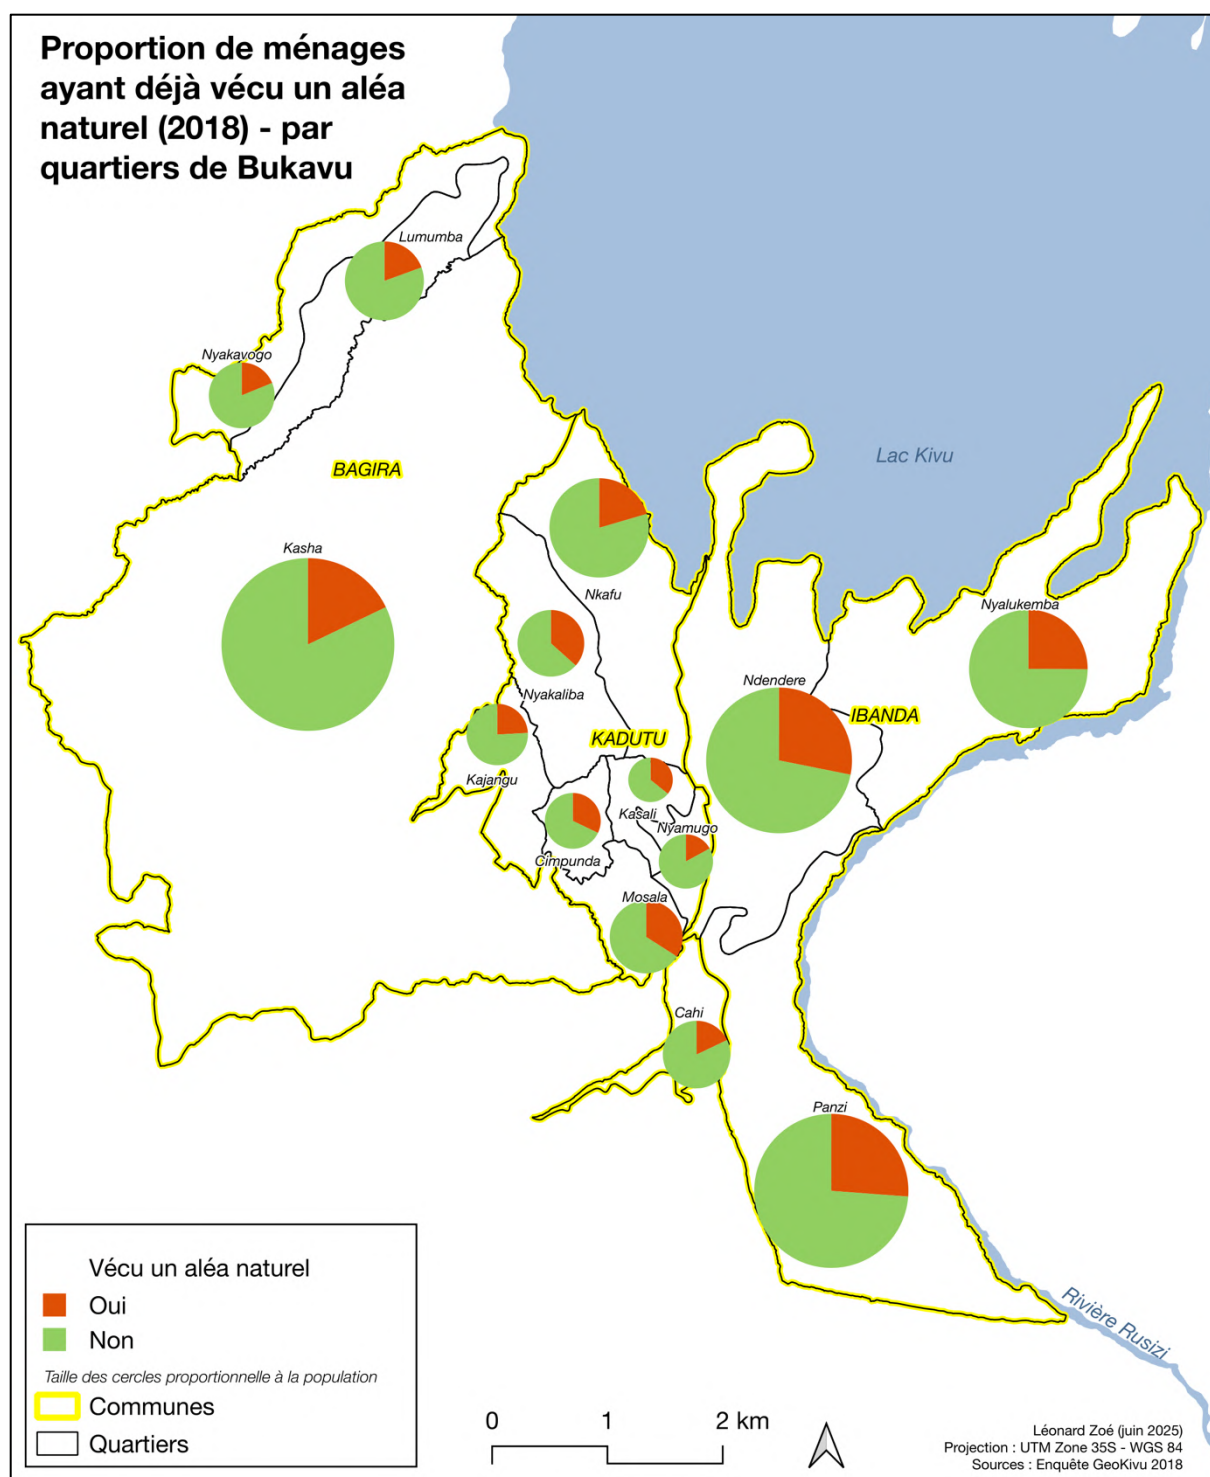 Proportion de ménages
ayant déjà vécu un aléa
naturel (2018) - par
quartiers de Bukavu
Lumumba
Nyakavogo
BAGIRA
Lac Kivu
Kasha
Nkafu
Nyalukemba
Nyakaliba
Ndendere
IBANDA
KADUTU
Kajangu
Kasali
Nyamugo
Cimpunda
Mosala
Cahi
Panzi
Rivière Rusizi
Vécu un aléa naturel
Oui
Non
Taille des cercles proportionnelle à la population
Communes
Quartiers
0 1 2 km
Léonard Zoé (juin 2025)
Projection : UTM Zone 35S - WGS 84
Sources : Enquête GeoKivu 2018